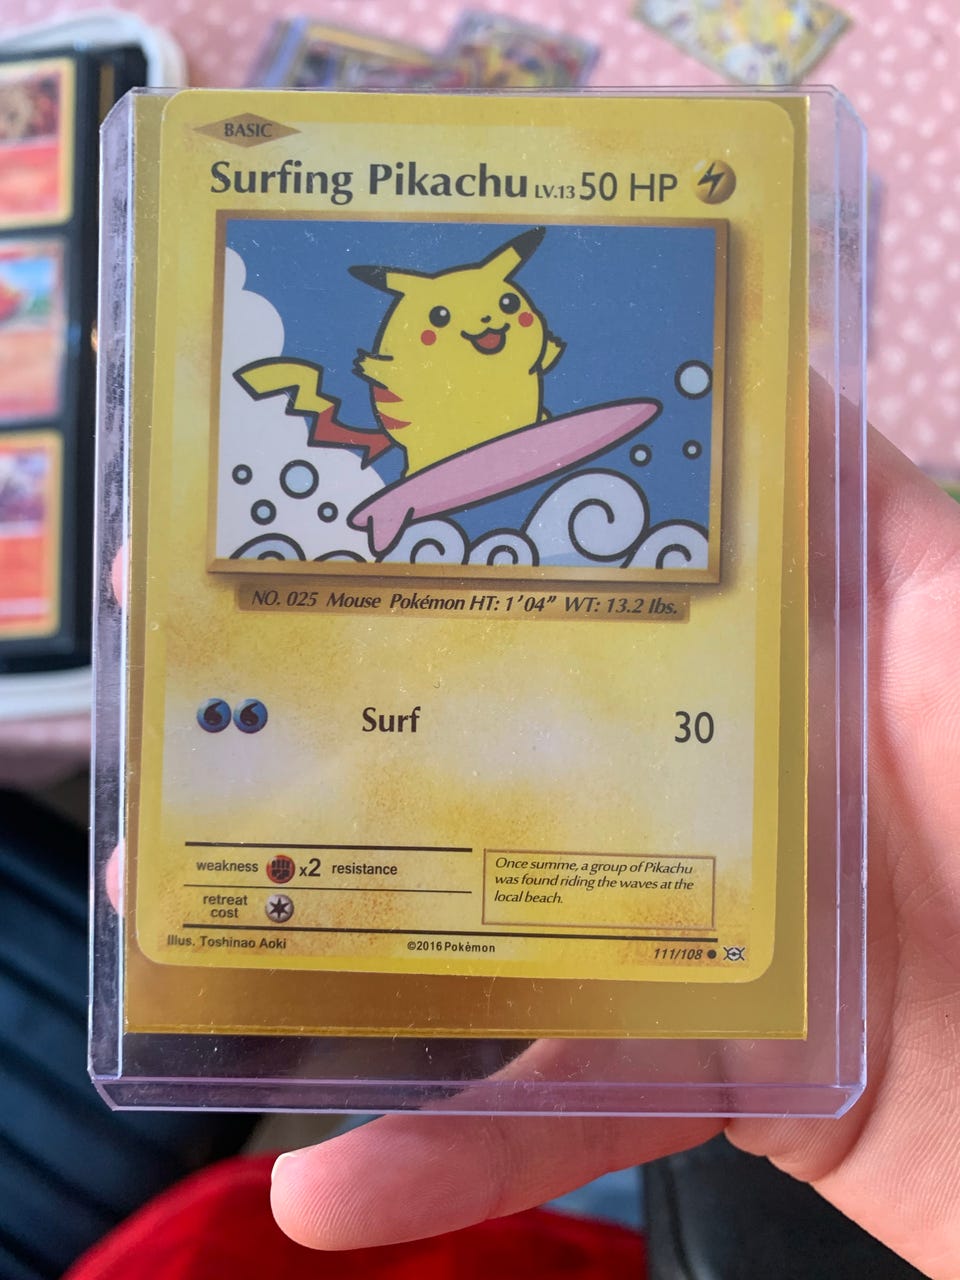 BASIC
Surfing Pikachu LV.13 50 HP
NO. 025 Mouse Pokémon HT: 1’04” WT: 13.2 lbs.
Surf 30
weakness x2 resistance
retreat
cost
Once summe, a group of Pikachu
was found riding the waves at the
local beach.
Illus. Toshinao Aoki
©2016 Pokèmon
111/108